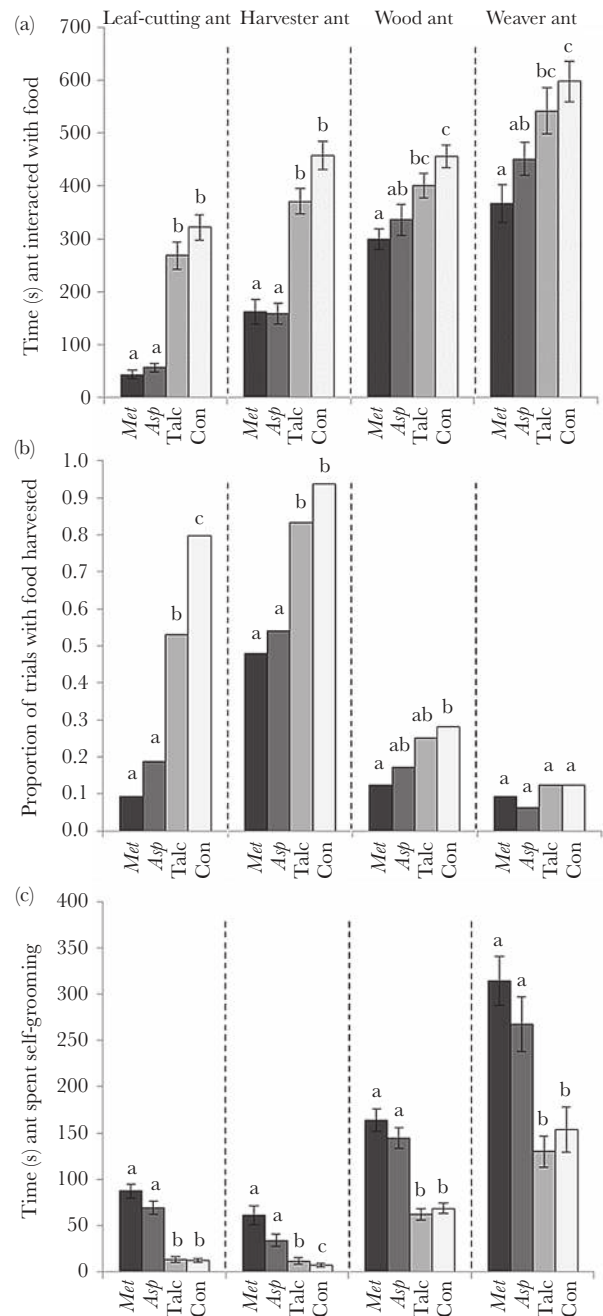 (a)
Leaf-cutting ant Harvester ant Wood ant Weaver ant
Time (s) ant interacted with food
700
600
500
400
300
200
100
0
a a b b
a a b b
a ab bc c
a ab bc c
Met Asp Talc Con
Met Asp Talc Con
Met Asp Talc Con
Met Asp Talc Con
(b)
Proportion of trials with food harvested
1.0
0.9
0.8
0.7
0.6
0.5
0.4
0.3
0.2
0.1
0.0
a a b c
a a b b
a ab ab b
a a a a
Met Asp Talc Con
Met Asp Talc Con
Met Asp Talc Con
Met Asp Talc Con
(c)
Time (s) ant spent self-grooming
400
350
300
250
200
150
100
50
0
a a b b
a a b c
a a b b
a a b b
Met Asp Talc Con
Met Asp Talc Con
Met Asp Talc Con
Met Asp Talc Con